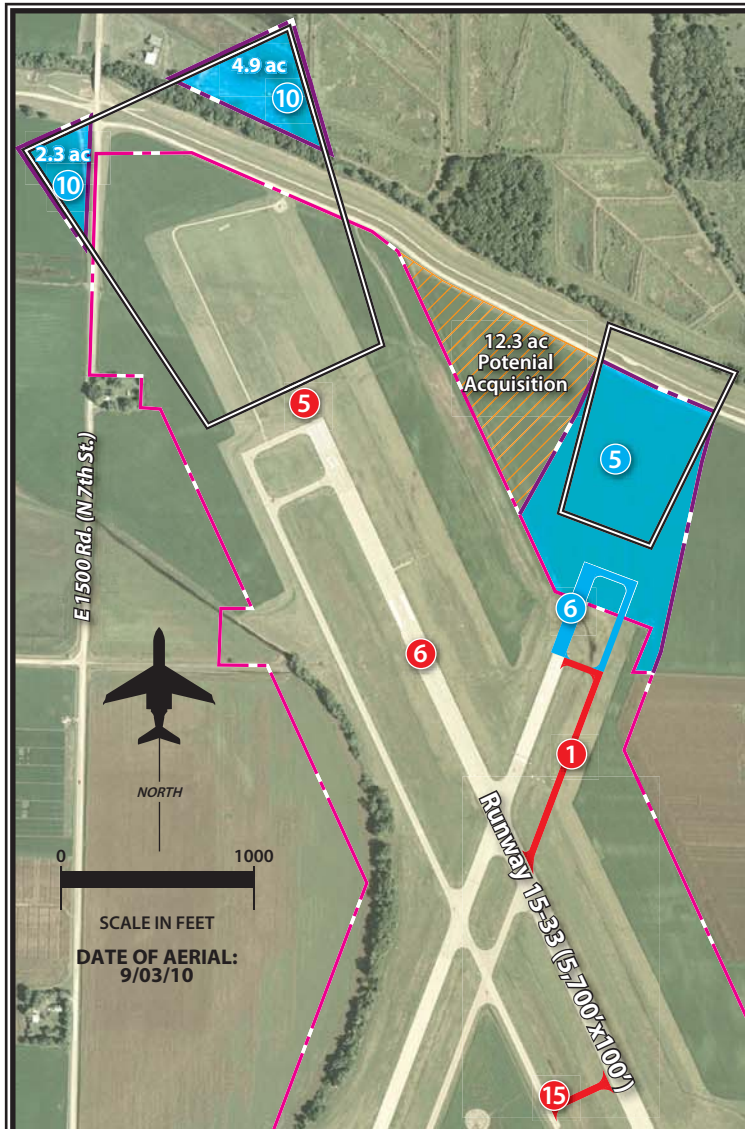 4.9 ac
10
2.3 ac
10
12.3 ac
Potenial
Acquisition
5
5
E 1500 Rd. (N 7th St.)
6
6
1
NORTH
Runway 15-33 (5,700'x100')
0
1000
SCALE IN FEET
DATE OF AERIAL:
9/03/10
15